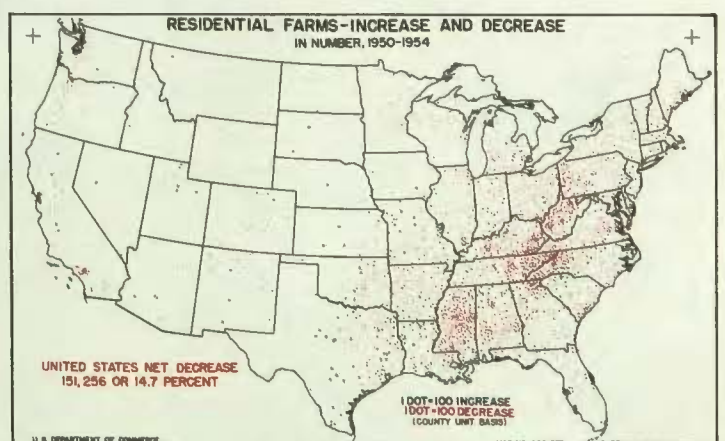 RESIDENTIAL FARMS-INCREASE AND DECREASE
IN NUMBER, 1950-1954
UNITED STATES NET DECREASE
151,256 OR 14.7 PERCENT
1 DOT=100 INCREASE
1 DOT=100 DECREASE
(COUNTY UNIT BASIS)
U.S. DEPARTMENT OF COMMERCE